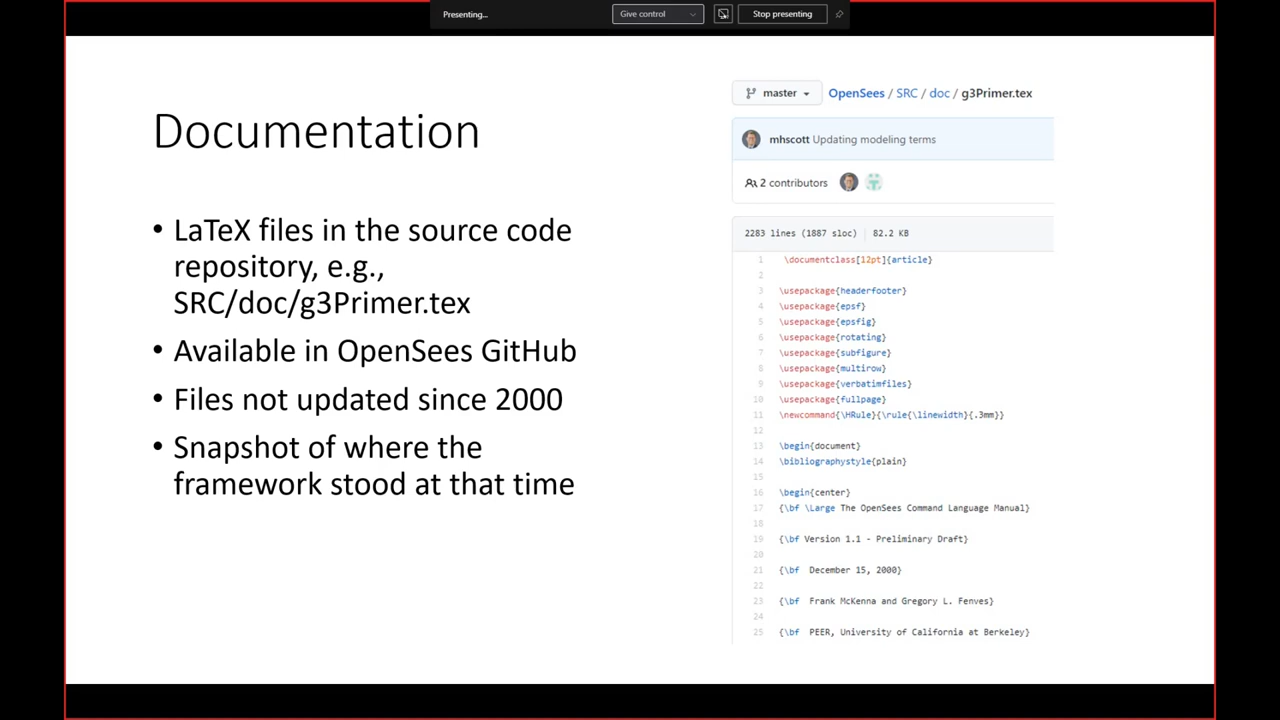 Presenting...
Give control
Stop presenting
Documentation
• LaTeX files in the source code
repository, e.g.,
SRC/doc/g3Primer.tex
• Available in OpenSees GitHub
• Files not updated since 2000
• Snapshot of where the
framework stood at that time
master OpenSees / SRC / doc / g3Primer.tex
mhscott Updating modeling terms
2 contributors
2283 lines (1887 sloc) 82.2 KB
1 \documentclass[12pt]{article}
2
3 \usepackage{headerfooter}
4 \usepackage{epsf}
5 \usepackage{epsfig}
6 \usepackage{rotating}
7 \usepackage{subfigure}
8 \usepackage{multirow}
9 \usepackage{verbatimfiles}
10 \usepackage{fullpage}
11 \newcommand{\HRule}{\rule{\linewidth}{.3mm}}
12
13 \begin{document}
14 \bibliographystyle{plain}
15
16 \begin{center}
17 {\bf \Large The OpenSees Command Language Manual}
18
19 {\bf Version 1.1 - Preliminary Draft}
20
21 {\bf  December 15, 2000}
22
23 {\bf  Frank McKenna and Gregory L. Fenves}
24
25 {\bf  PEER, University of California at Berkeley}